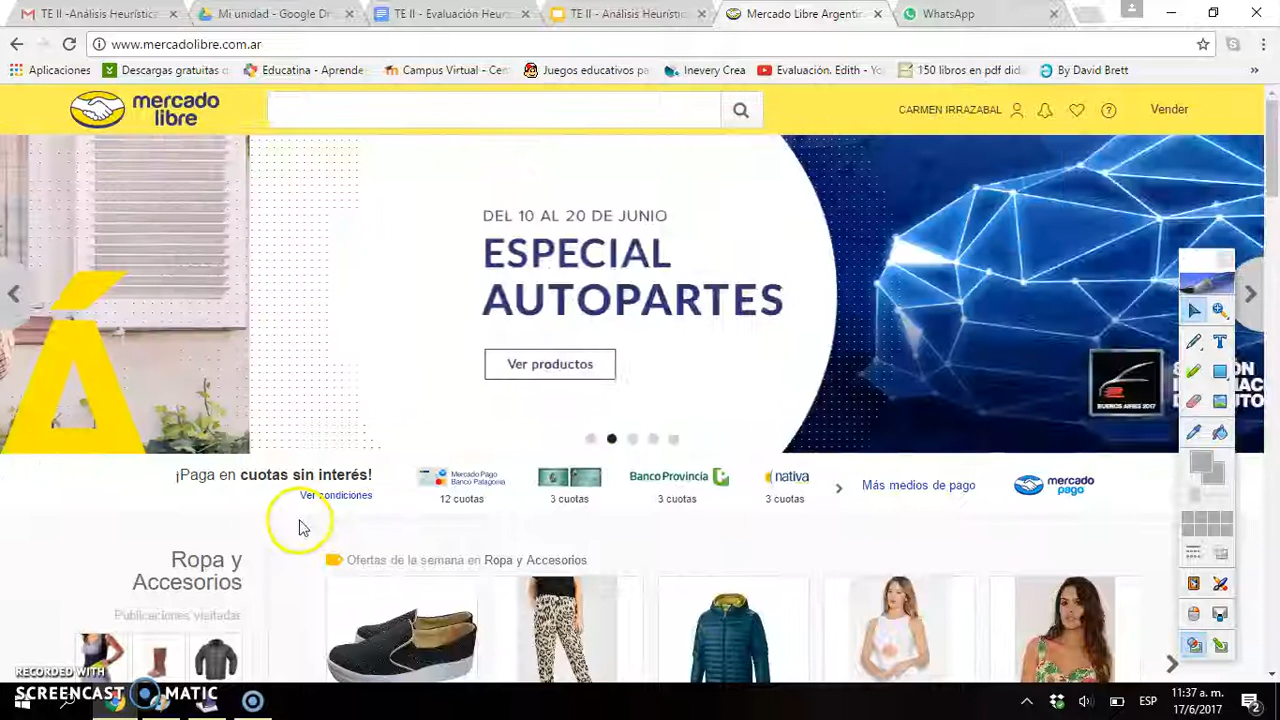 TE II -Análisis Heurístic
Mi unidad - Google Dr
TE II - Evaluación Heur
TE II - Análisis Heurístic
Mercado Libre Argentin
WhatsApp
www.mercadolibre.com.ar
Aplicaciones
Descargas gratuitas c
Educatina - Aprende
Campus Virtual - Cen
Juegos educativos pa
Inevery Crea
Evaluación. Edith - Yo
150 libros en pdf did
By David Brett
»
mercado
libre
CARMEN IRRAZABAL
Vender
DEL 10 AL 20 DE JUNIO
ESPECIAL
AUTOPARTES
Ver productos
Á
BUENOS AIRES 2017
¡Paga en cuotas sin interés!
Ver condiciones
Mercado Pago
Banco Patagonia
12 cuotas
3 cuotas
Banco Provincia
3 cuotas
nativa
3 cuotas
Más medios de pago
mercado
pago
Ropa y
Accesorios
Publicaciones visitadas
Ofertas de la semana en Ropa y Accesorios
RECORDED WITH
SCREENCAST MATIC
ESP
11:37 a. m.
17/6/2017
2